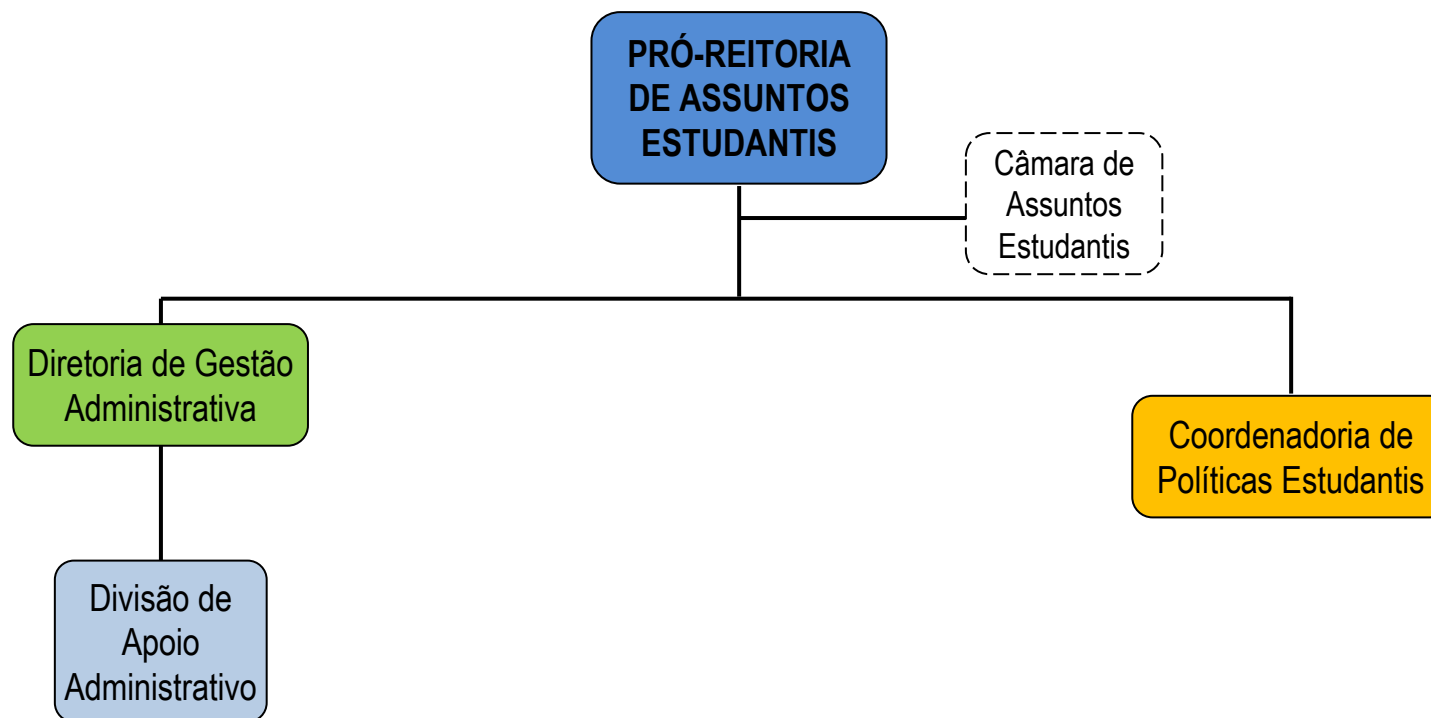 PRÓ-REITORIA
DE ASSUNTOS
ESTUDANTIS
Câmara de
Assuntos
Estudantis
Diretoria de Gestão
Administrativa
Coordenadoria de
Políticas Estudantis
Divisão de
Apoio
Administrativo